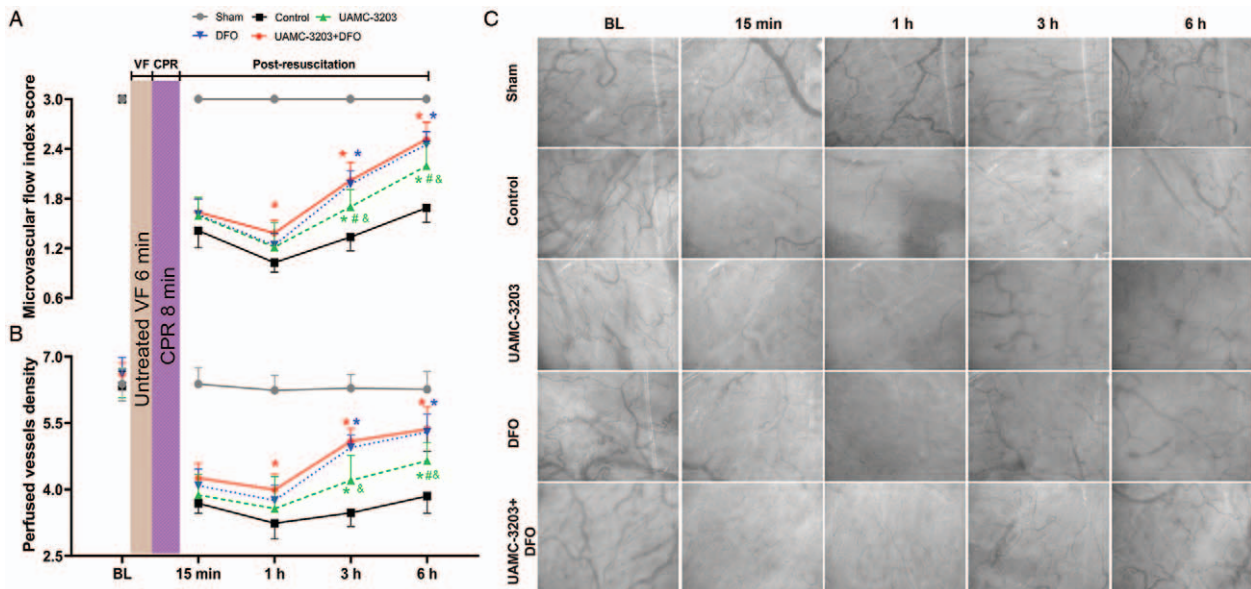 A
Sham
Control
UAMC-3203
DFO
UAMC-3203+DFO
VF
CPR
Post-resuscitation
Microvascular flow index score
3.0
2.4
1.8
1.2
0.6
Untreated VF 6 min
CPR 8 min
* *
* *
*
*#&
*#&
B
Perfused vessels density
7.0
5.5
4.0
2.5
* *
* *
*
* &
*#&
BL
15 min
1 h
3 h
6 h
C
BL
15 min
1 h
3 h
6 h
Sham
Control
UAMC-3203
DFO
UAMC-3203+
DFO